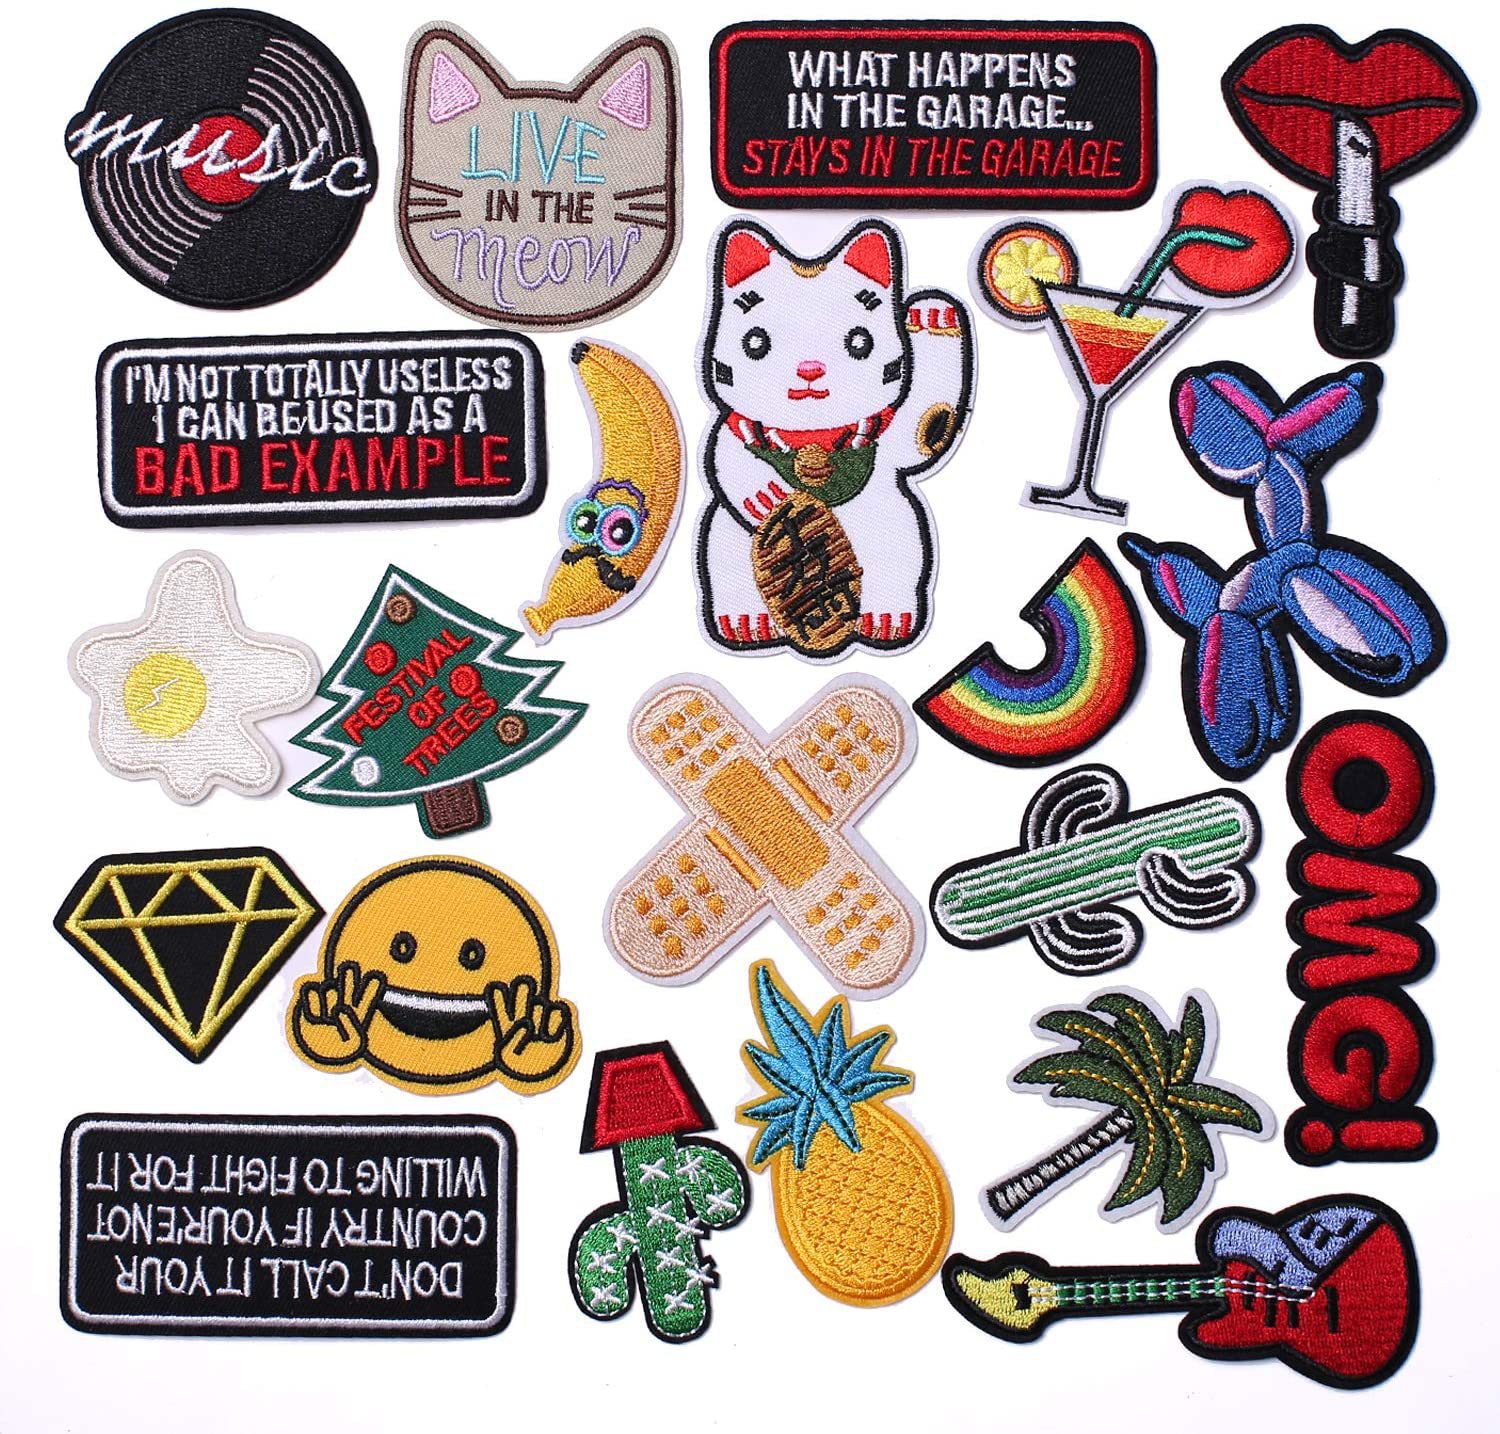 music
LIVE
IN THE
meow
WHAT HAPPENS
IN THE GARAGE...
STAYS IN THE GARAGE
I'M NOT TOTALLY USELESS
I CAN BE USED AS A
BAD EXAMPLE
FESTIVAL
OF
TREES
OMG!
DON'T CALL IT YOUR
COUNTRY IF YOUR'E NOT
WILLING TO FIGHT FOR IT